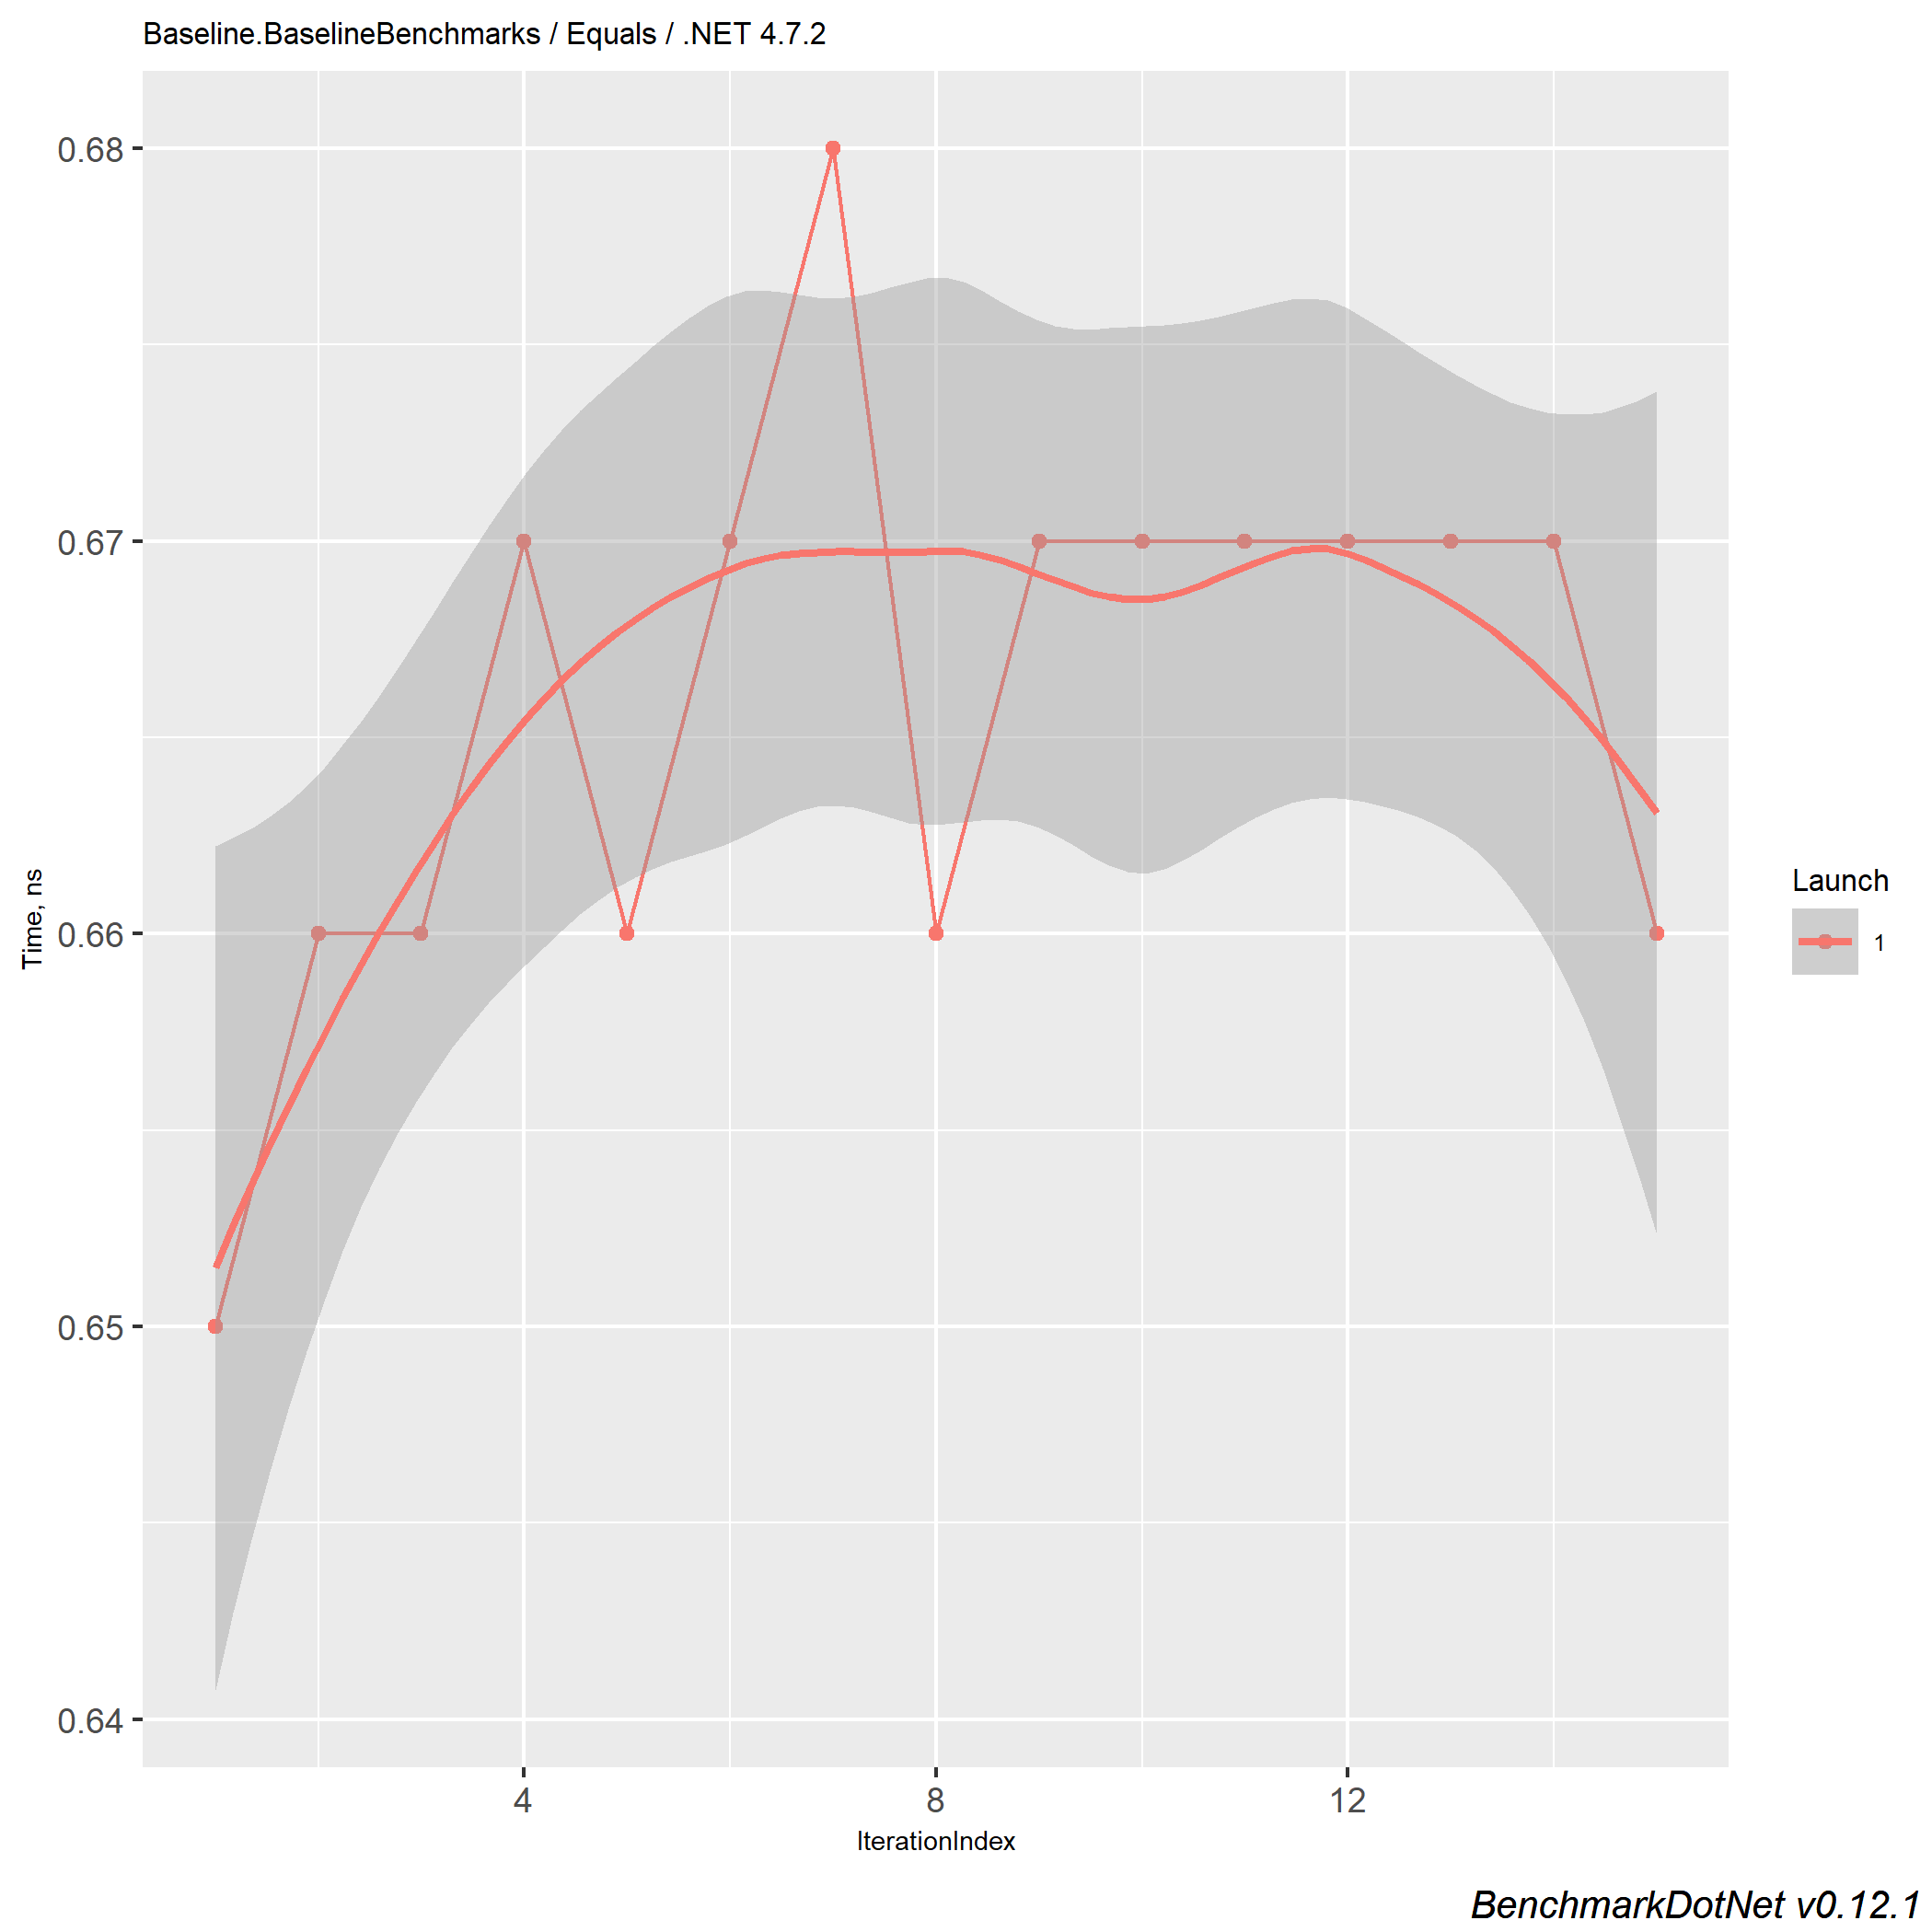 Baseline.BaselineBenchmarks / Equals / .NET 4.7.2
0.68
0.67
0.66
0.65
0.64
Time, ns
4 8 12
IterationIndex
Launch
1
BenchmarkDotNet v0.12.1